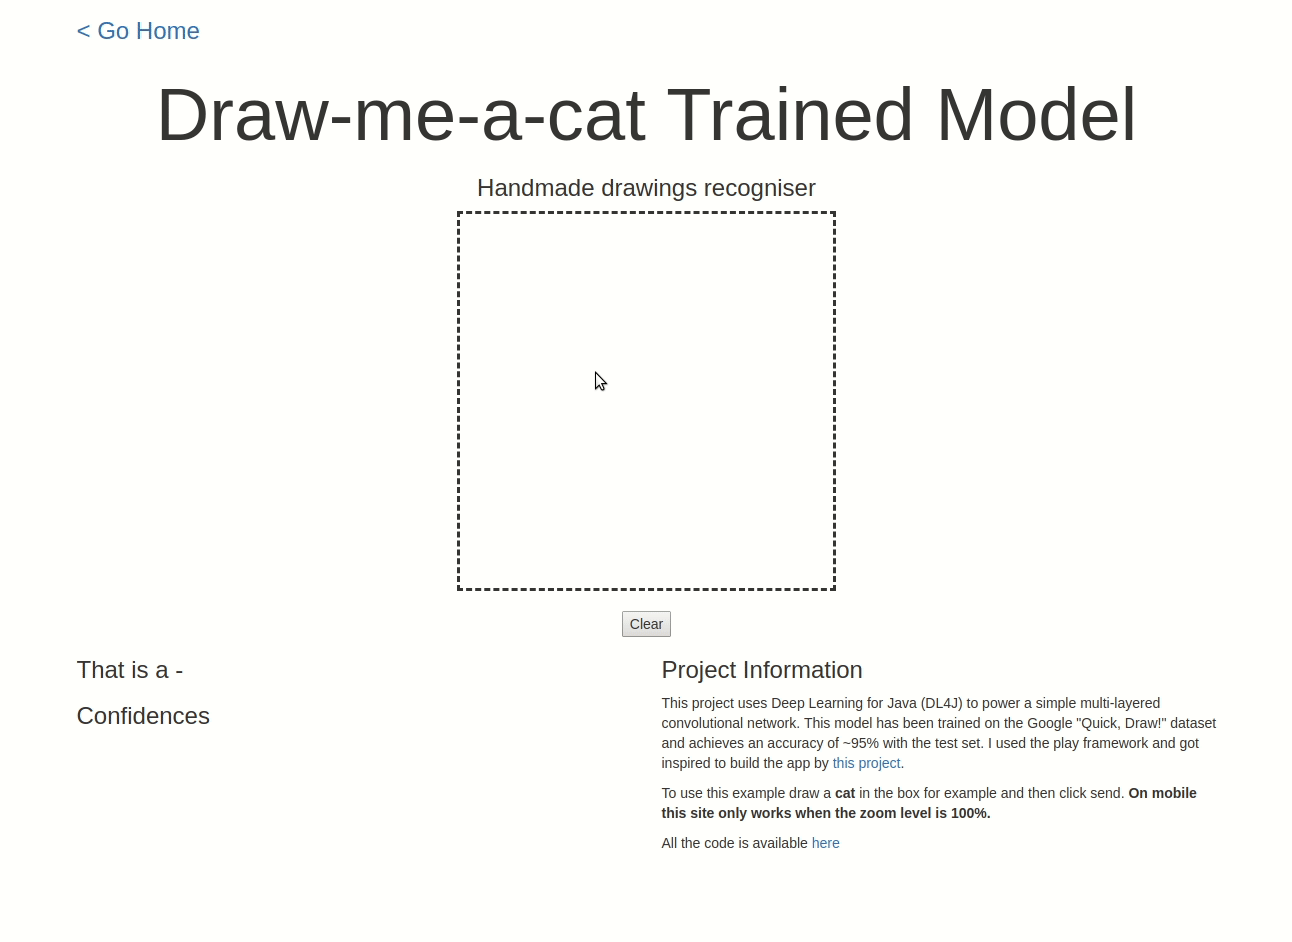 < Go Home
Draw-me-a-cat Trained Model
Handmade drawings recogniser
Clear
That is a -
Confidences
Project Information
This project uses Deep Learning for Java (DL4J) to power a simple multi-layered
convolutional network. This model has been trained on the Google "Quick, Draw!" dataset
and achieves an accuracy of ~95% with the test set. I used the play framework and got
inspired to build the app by this project.
To use this example draw a cat in the box for example and then click send. On mobile
this site only works when the zoom level is 100%.
All the code is available here